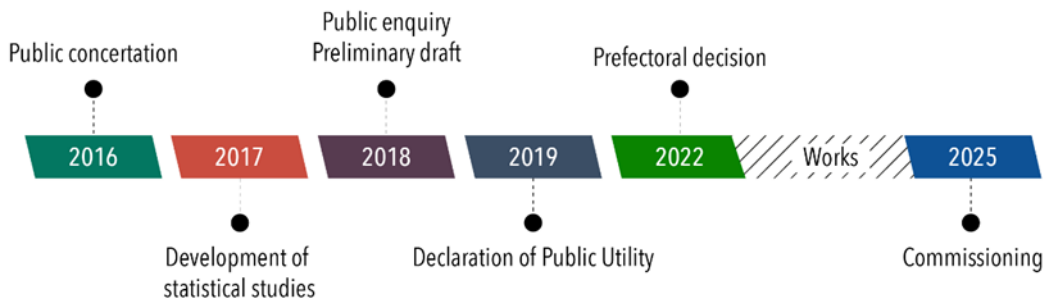 Public enquiry
Public concertation
Preliminary draft
Prefectoral decision
2016
2017
2018
2019
2022
Works
2025
Development of
statistical studies
Declaration of Public Utility
Commissioning